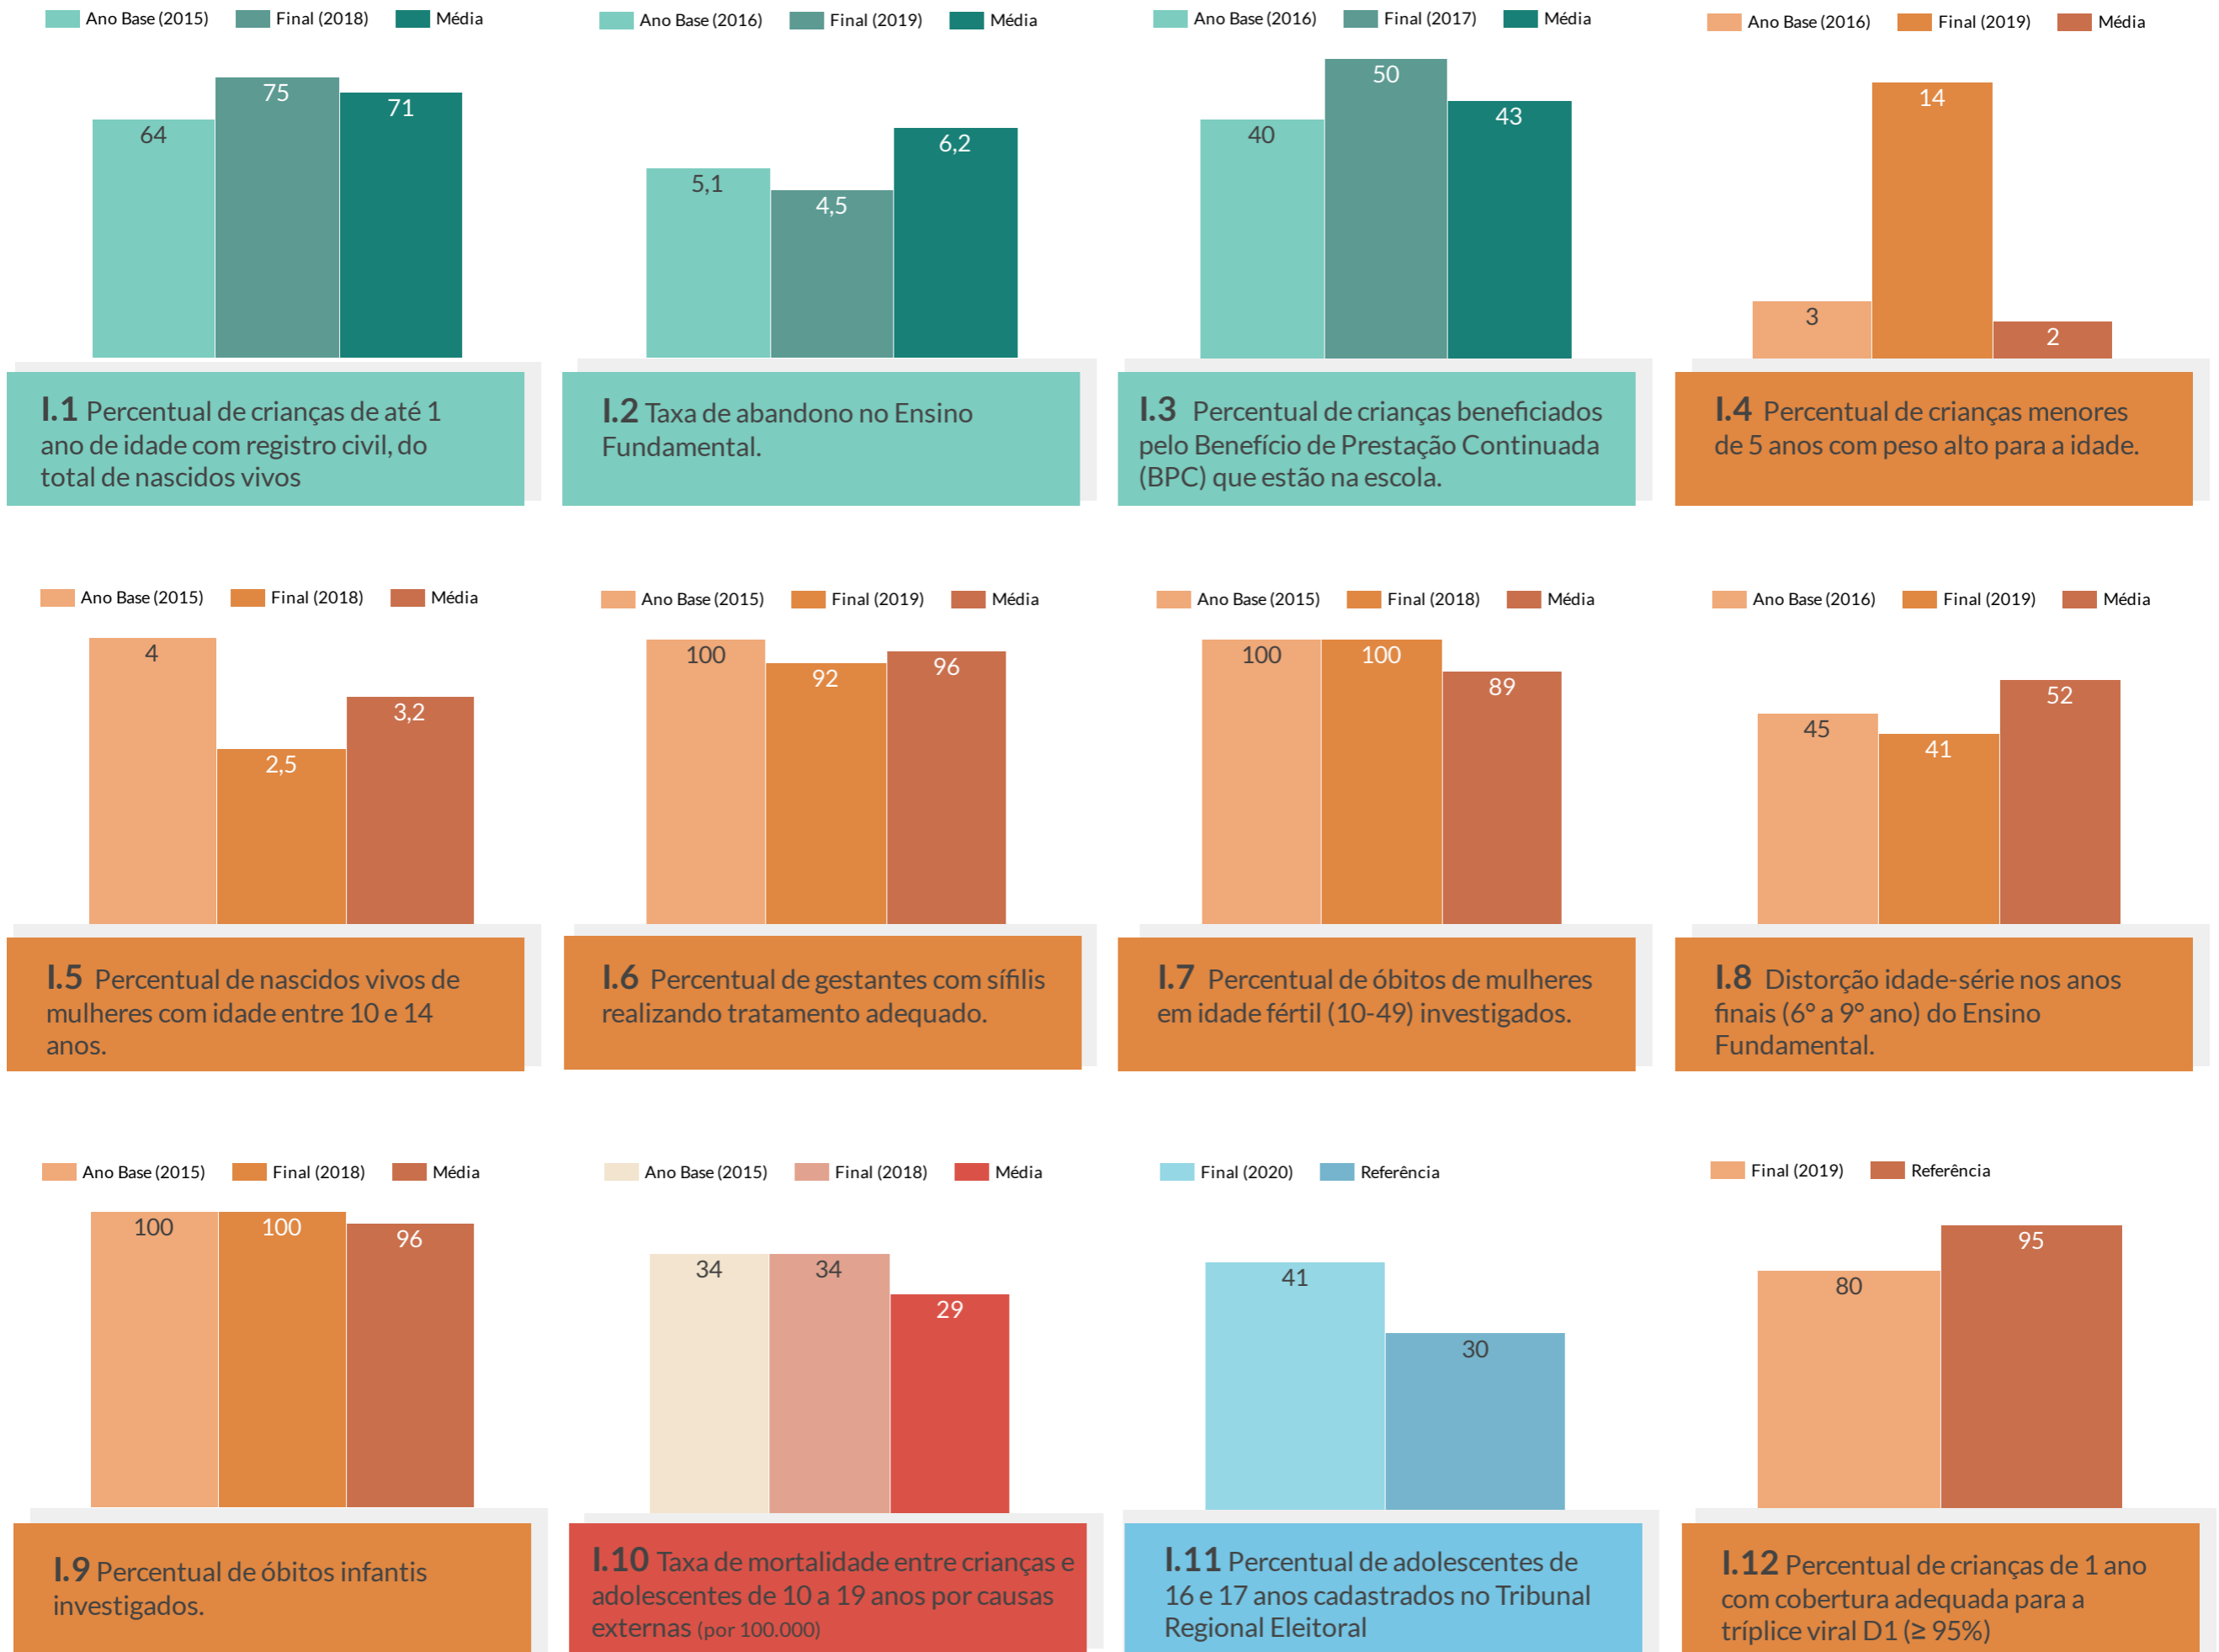 Ano Base (2015) Final (2018) Média
64
75
71
I.1 Percentual de crianças de até 1
ano de idade com registro civil, do
total de nascidos vivos
Ano Base (2016) Final (2019) Média
5,1
4,5
6,2
I.2 Taxa de abandono no Ensino
Fundamental.
Ano Base (2016) Final (2017) Média
40
50
43
I.3 Percentual de crianças beneficiados
pelo Benefício de Prestação Continuada
(BPC) que estão na escola.
Ano Base (2016) Final (2019) Média
3
14
2
I.4 Percentual de crianças menores
de 5 anos com peso alto para a idade.
Ano Base (2015) Final (2018) Média
4
2,5
3,2
I.5 Percentual de nascidos vivos de
mulheres com idade entre 10 e 14
anos.
Ano Base (2015) Final (2019) Média
100
92
96
I.6 Percentual de gestantes com sífilis
realizando tratamento adequado.
Ano Base (2015) Final (2018) Média
100
100
89
I.7 Percentual de óbitos de mulheres
em idade fértil (10-49) investigados.
Ano Base (2016) Final (2019) Média
45
41
52
I.8 Distorção idade-série nos anos
finais (6° a 9° ano) do Ensino
Fundamental.
Ano Base (2015) Final (2018) Média
100
100
96
I.9 Percentual de óbitos infantis
investigados.
Ano Base (2015) Final (2018) Média
34
34
29
I.10 Taxa de mortalidade entre crianças e
adolescentes de 10 a 19 anos por causas
externas (por 100.000)
Final (2020) Referência
41
30
I.11 Percentual de adolescentes de
16 e 17 anos cadastrados no Tribunal
Regional Eleitoral
Final (2019) Referência
80
95
I.12 Percentual de crianças de 1 ano
com cobertura adequada para a
tríplice viral D1 (≥ 95%)